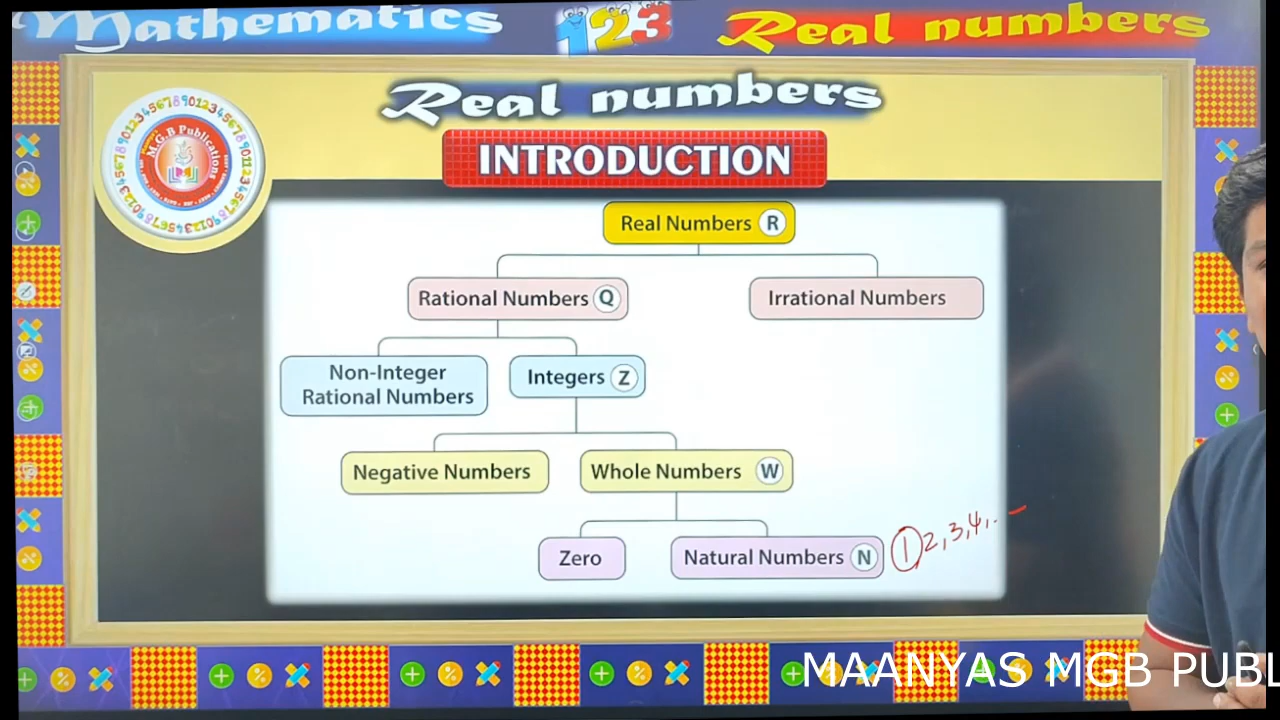 Mathematics
123
Real numbers
Real numbers
M.G.B Publications
INTRODUCTION
Real Numbers R
Rational Numbers Q
Irrational Numbers
Non-Integer
Rational Numbers
Integers Z
Negative Numbers
Whole Numbers W
Zero
Natural Numbers N
1 2, 3, 4, . –
MAANYAS MGB PUBL